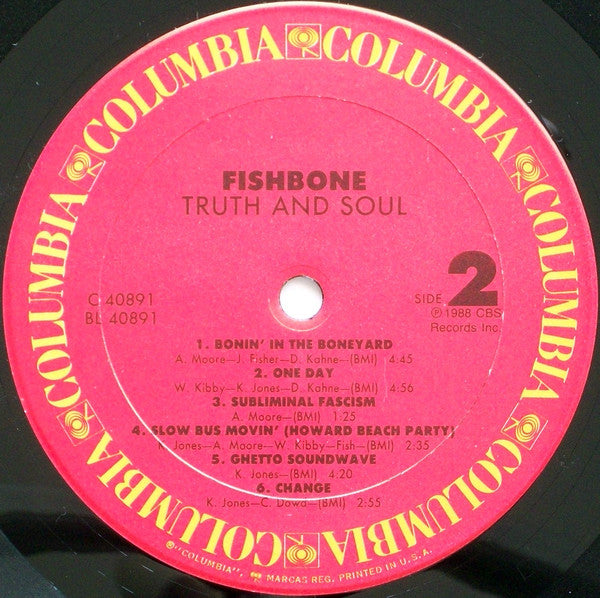 COLUMBIA COLUMBIA COLUMBIA COLUMBIA COLUMBIA COLUMBIA
FISHBONE
TRUTH AND SOUL
C 40891
BL 40891
SIDE 2
℗1988 CBS
Records Inc.
1. BONIN' IN THE BONEYARD
A. Moore—J. Fisher—D. Kahne—(BMI) 4:45
2. ONE DAY
W. Kibby—K. Jones—D. Kahne—(BMI) 4:56
3. SUBLIMINAL FASCISM
A. Moore—(BMI) 1:25
4. SLOW BUS MOVIN' (HOWARD BEACH PARTY)
K. Jones—A. Moore—W. Kibby—Fish—(BMI) 2:35
5. GHETTO SOUNDWAVE
K. Jones—(BMI) 4:20
6. CHANGE
K. Jones—C. Dowd—(BMI) 2:55
®"COLUMBIA", MARCAS REG. PRINTED IN U.S.A.